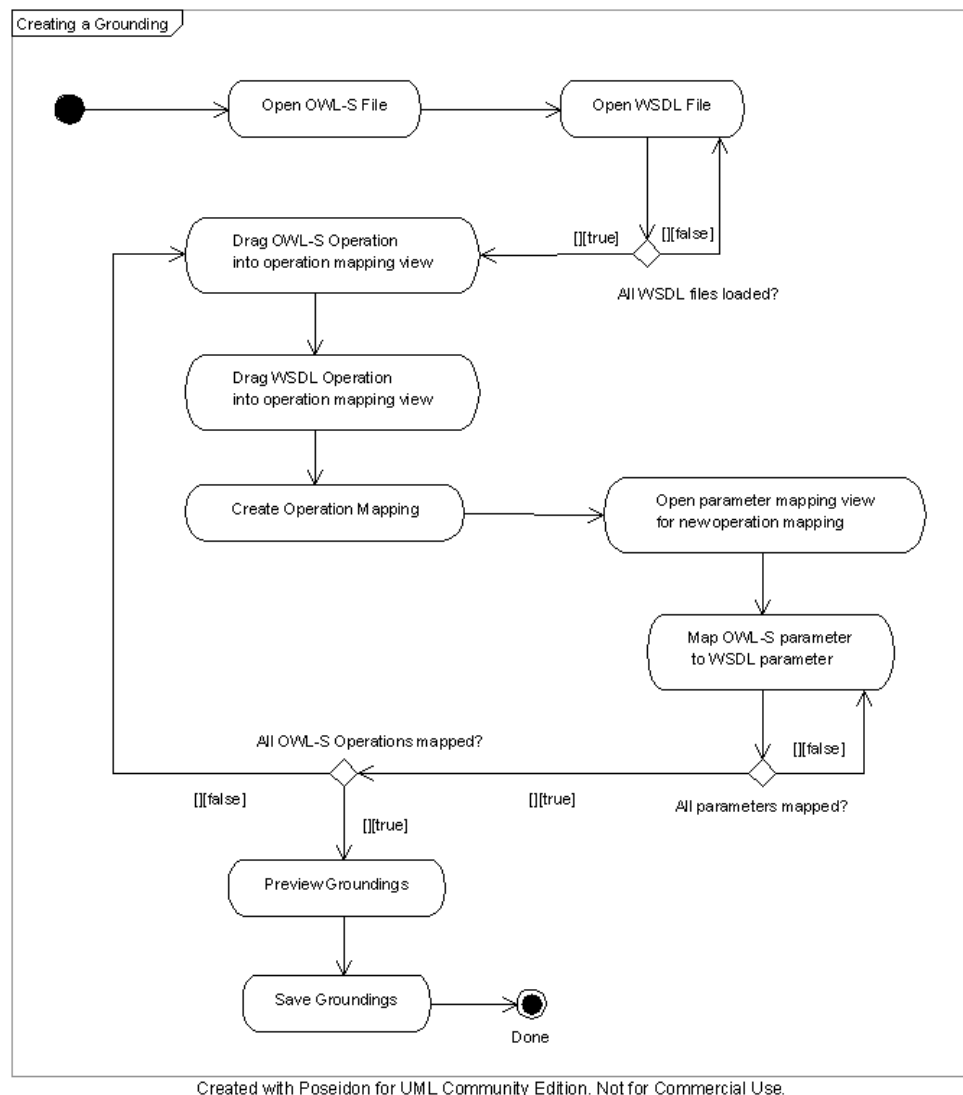 Creating a Grounding
Open OWL-S File
Open WSDL File
[][true]
[][false]
Drag OWL-S Operation
into operation mapping view
All WSDL files loaded?
Drag WSDL Operation
into operation mapping view
Create Operation Mapping
Open parameter mapping view
for new operation mapping
Map OWL-S parameter
to WSDL parameter
All OWL-S Operations mapped?
[][false]
[][false]
[][true]
All parameters mapped?
[][true]
Preview Groundings
Save Groundings
Done
Created with Poseidon for UML Community Edition. Not for Commercial Use.